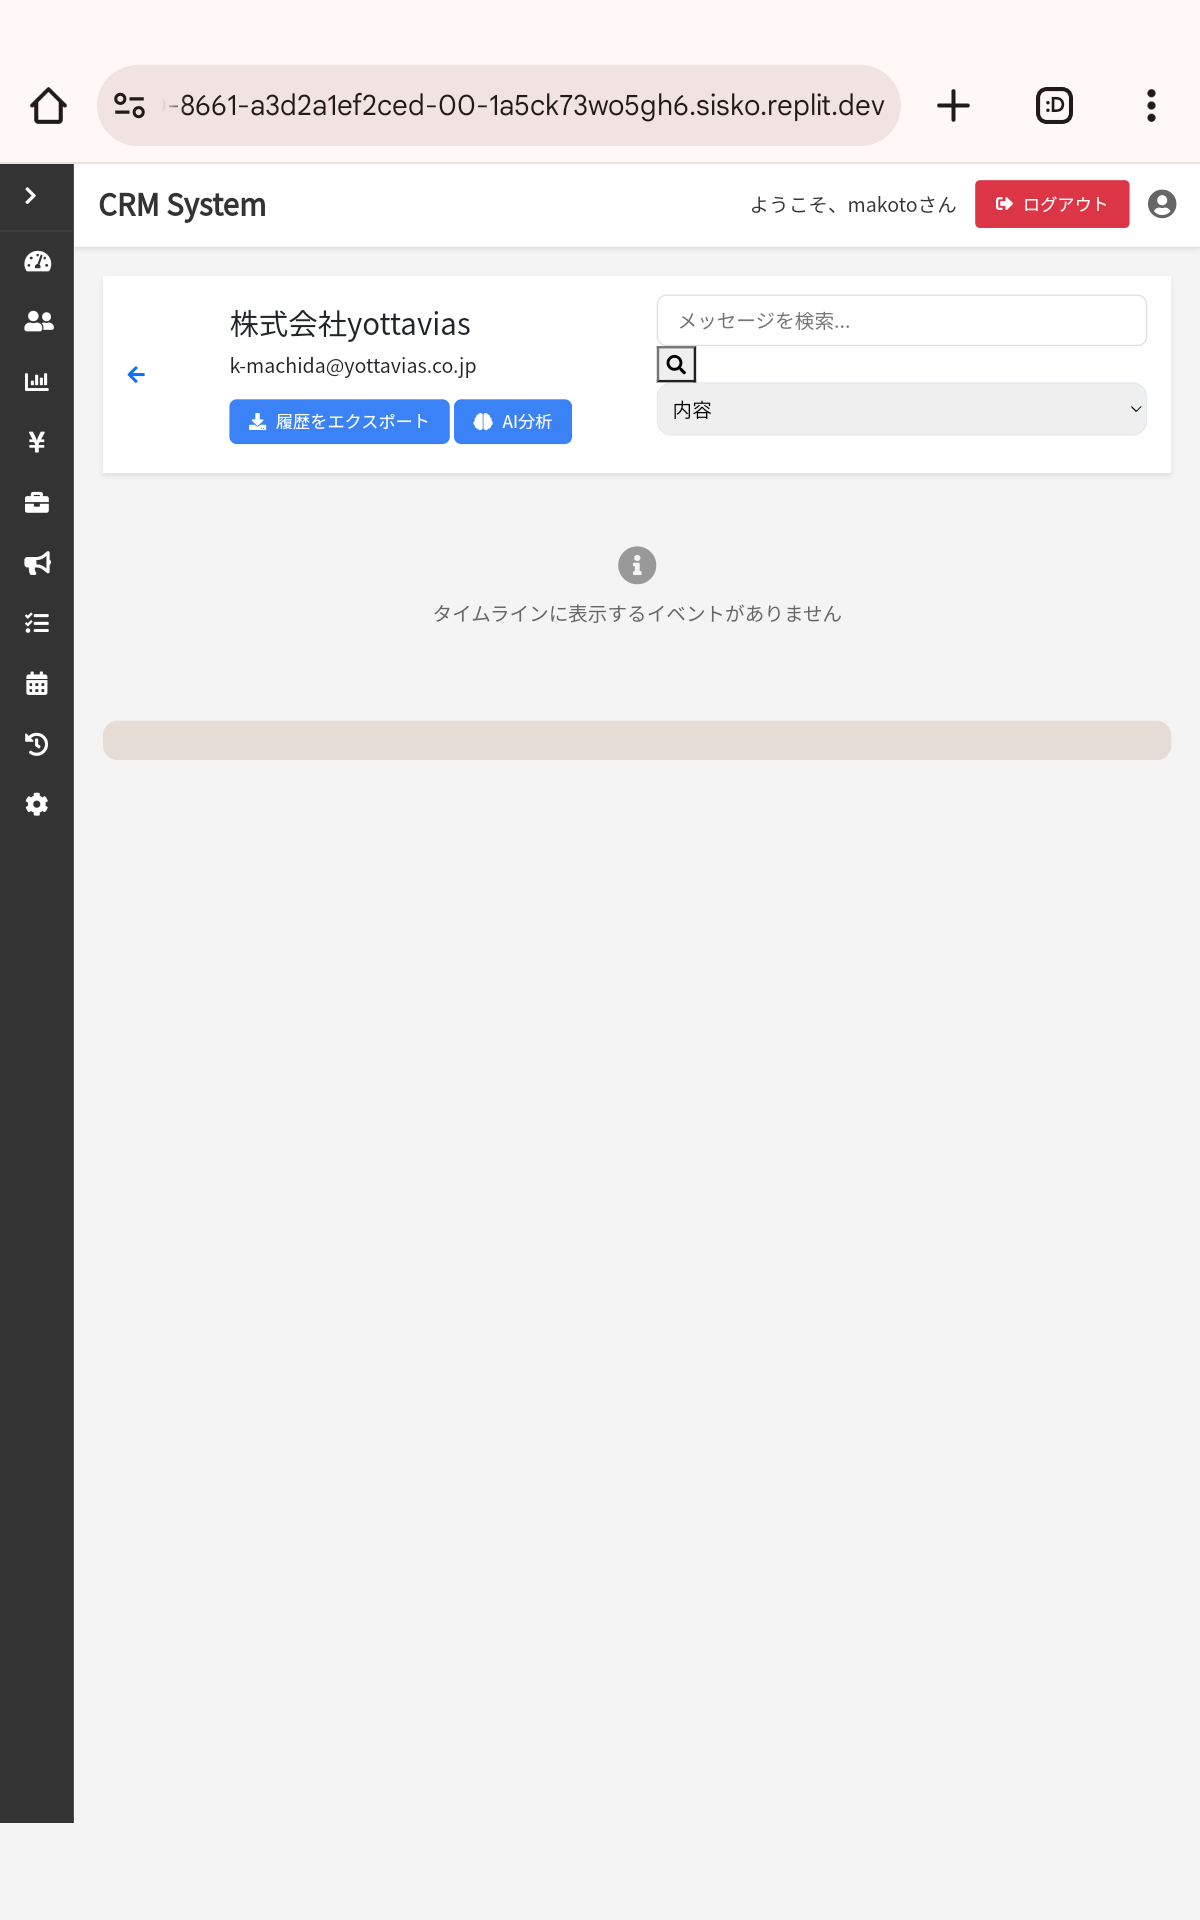 -8661-a3d2a1ef2ced-00-1a5ck73wo5gh6.sisko.replit.dev
:D
CRM System
ようこそ、makotoさん
ログアウト
株式会社yottavias
k-machida@yottavias.co.jp
履歴をエクスポート
AI分析
メッセージを検索...
内容
¥
タイムラインに表示するイベントがありません